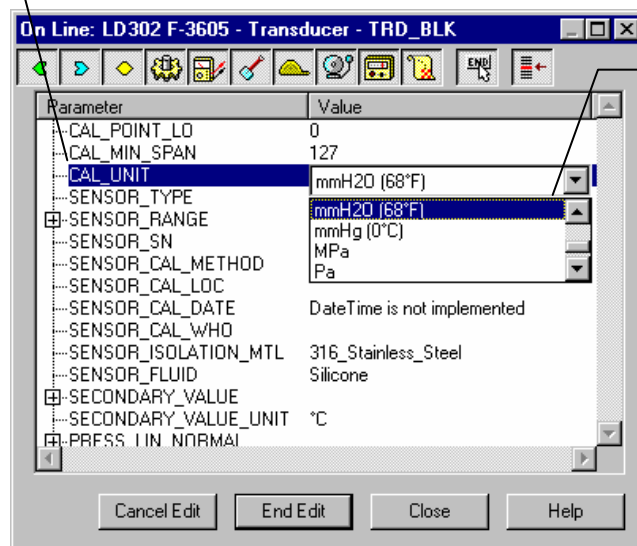 On Line: LD302 F-3605 - Transducer - TRD_BLK
END
Parameter Value
CAL_POINT_LO 0
CAL_MIN_SPAN 127
CAL_UNIT mmH2O (68°F)
SENSOR_TYPE mmH2O (68°F)
SENSOR_RANGE mmHg (0°C)
SENSOR_SN MPa
SENSOR_CAL_METHOD Pa
SENSOR_CAL_LOC
SENSOR_CAL_DATE DateTime is not implemented
SENSOR_CAL_WHO
SENSOR_ISOLATION_MTL 316_Stainless_Steel
SENSOR_FLUID Silicone
SECONDARY_VALUE
SECONDARY_VALUE_UNIT °C
PRESS_LIN_NORMAL
Cancel Edit End Edit Close Help